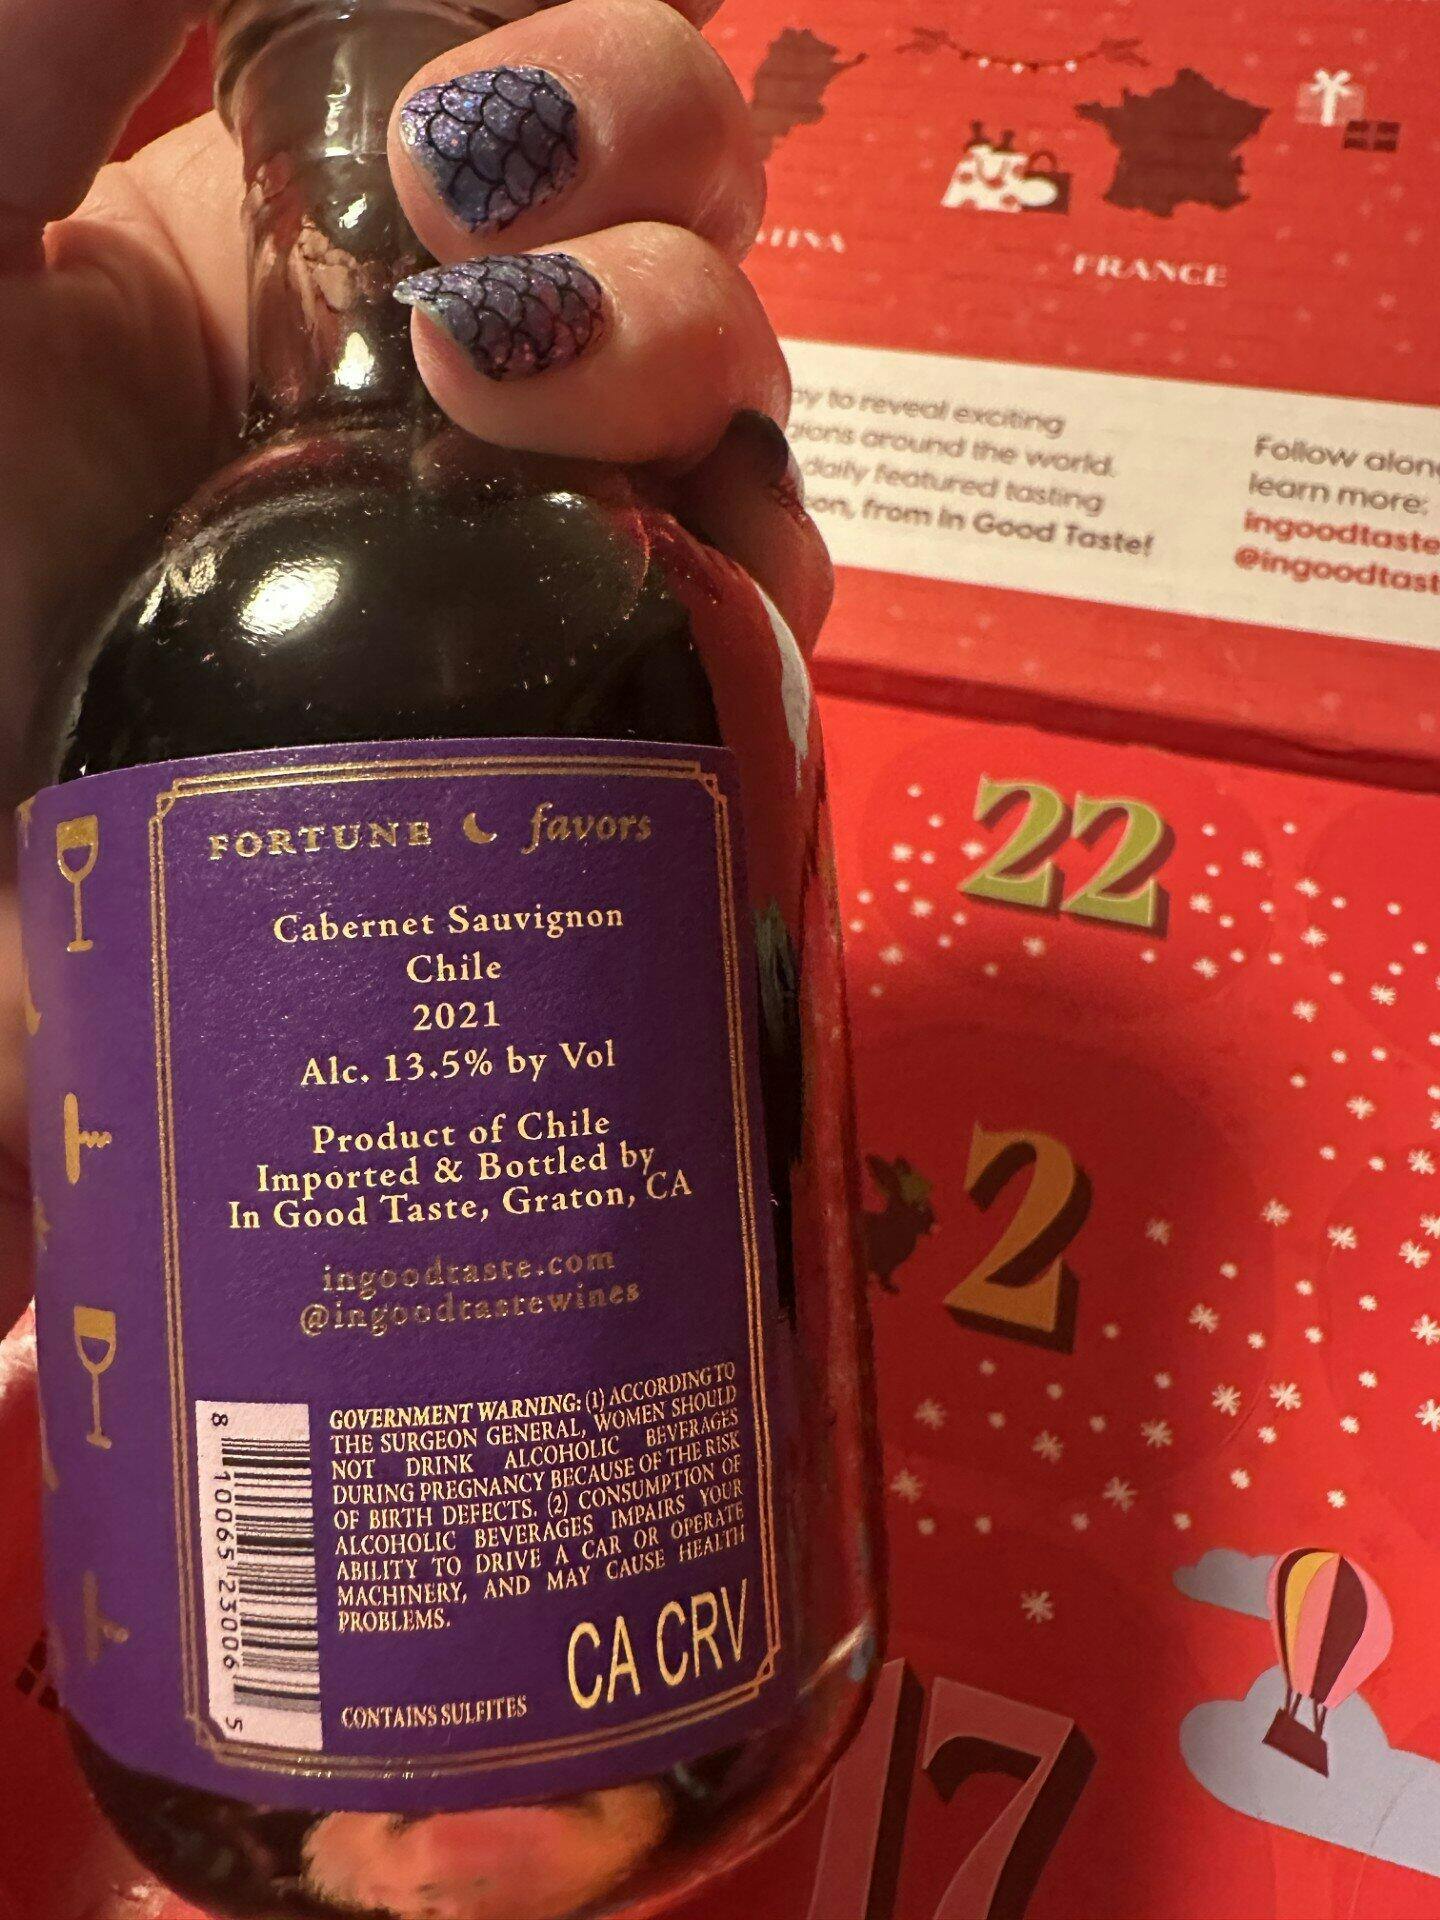 FRANCE
to reveal exciting
around the world.
daily featured tasting
from In Good Taste!
Follow
learn more:
FORTUNE favors
Cabernet Sauvignon
Chile
2021
Alc. 13.5% by Vol
Product of Chile
Imported & Bottled by
In Good Taste, Graton, CA
ingoodtaste.com
@ingoodtastewines
GOVERNMENT WARNING: (1) ACCORDING TO
THE SURGEON GENERAL, WOMEN SHOULD
NOT DRINK ALCOHOLIC BEVERAGES
DURING PREGNANCY BECAUSE OF THE RISK
OF BIRTH DEFECTS. (2) CONSUMPTION OF
ALCOHOLIC BEVERAGES IMPAIRS YOUR
ABILITY TO DRIVE A CAR OR OPERATE
MACHINERY, AND MAY CAUSE HEALTH
PROBLEMS.
CONTAINS SULFITES
CA CRV
8 10065 23006 5
22
2
17